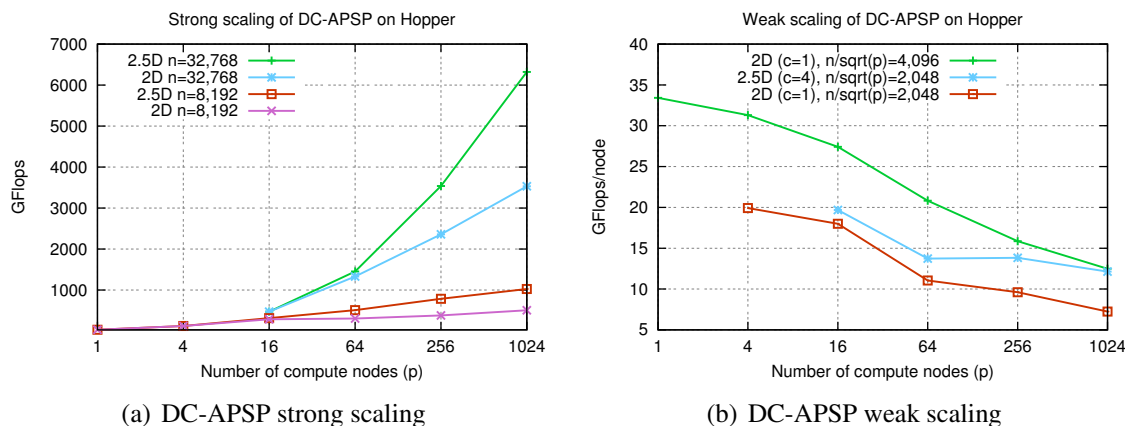 Strong scaling of DC-APSP on Hopper
7000
6000
5000
4000
3000
2000
1000
GFlops
2.5D n=32,768
2D n=32,768
2.5D n=8,192
2D n=8,192
1 4 16 64 256 1024
Number of compute nodes (p)
(a) DC-APSP strong scaling
Weak scaling of DC-APSP on Hopper
40
35
30
25
20
15
10
5
GFlops/node
2D (c=1), n/sqrt(p)=4,096
2.5D (c=4), n/sqrt(p)=2,048
2D (c=1), n/sqrt(p)=2,048
1 4 16 64 256 1024
Number of compute nodes (p)
(b) DC-APSP weak scaling